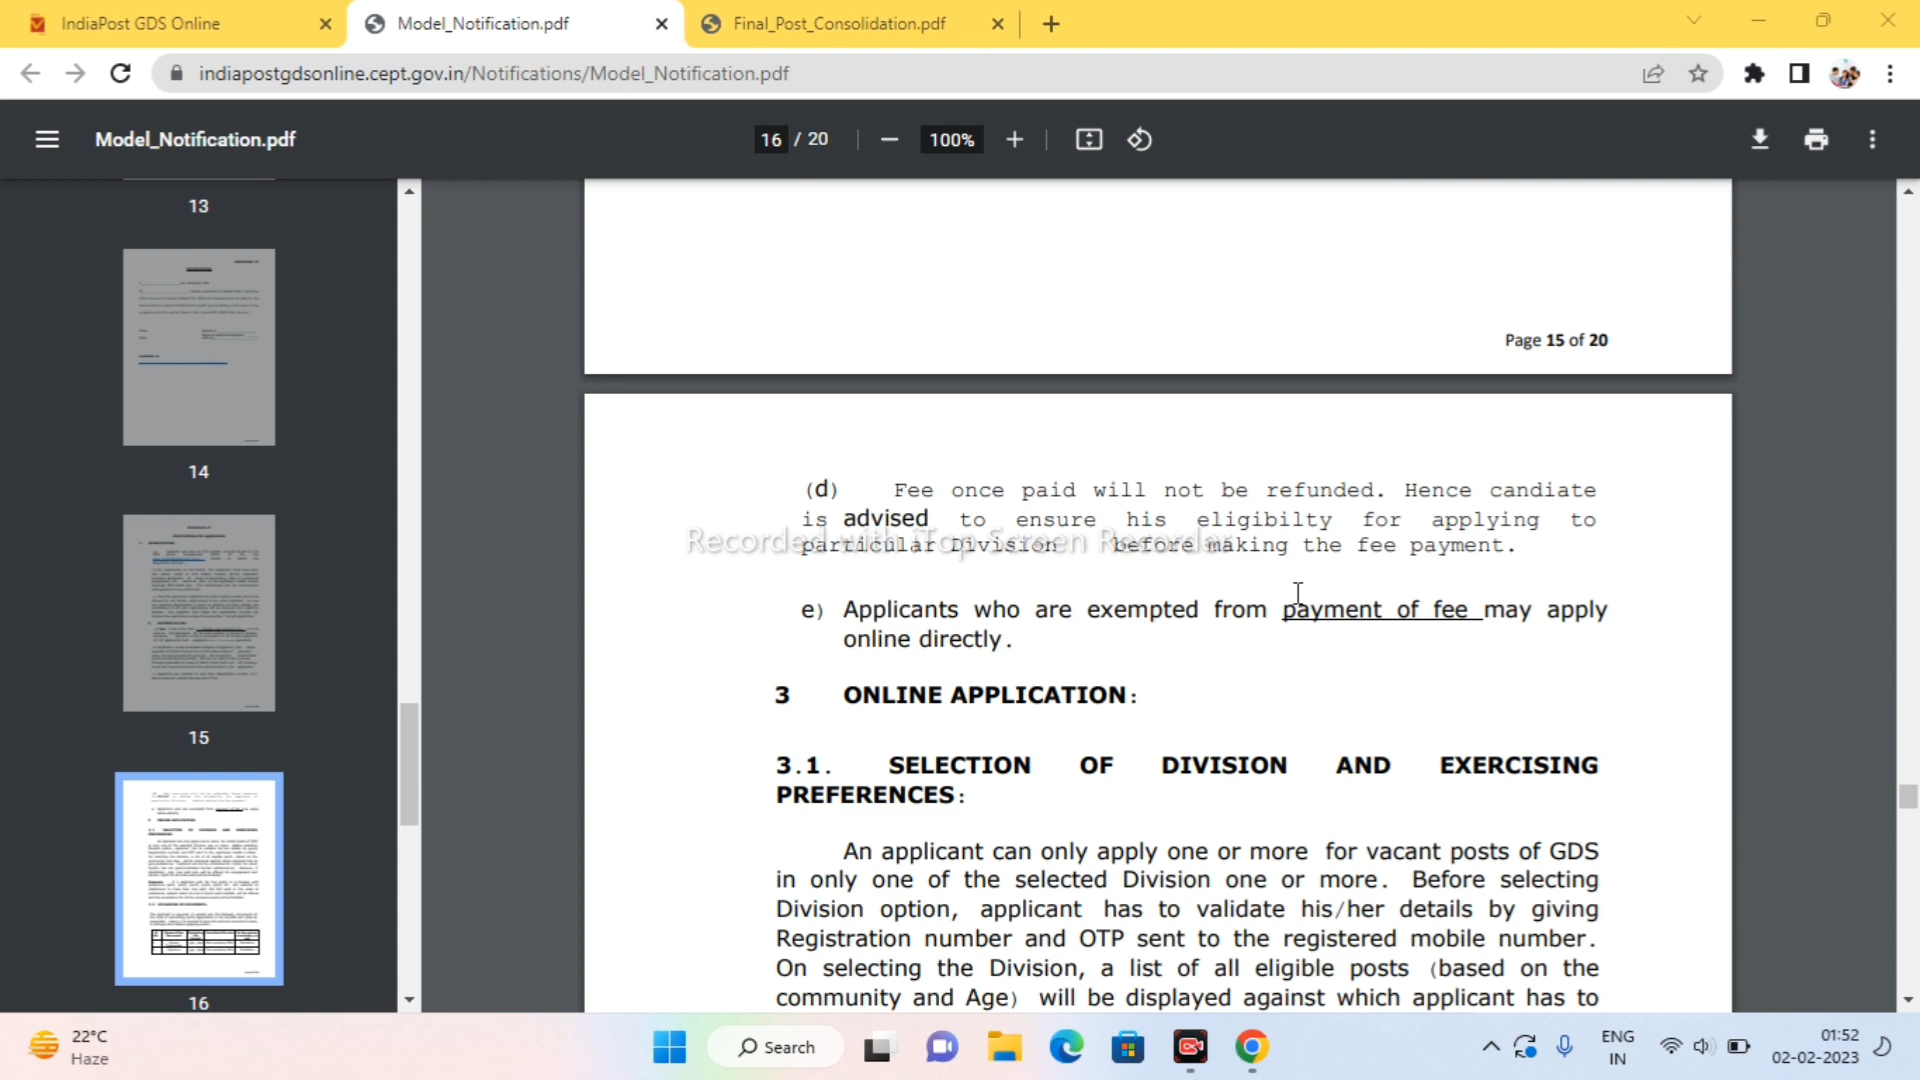 IndiaPost GDS Online
Model_Notification.pdf
Final_Post_Consolidation.pdf
indiapostgdsonline.cept.gov.in/Notifications/Model_Notification.pdf
Model_Notification.pdf
16 / 20
100%
13
14
15
16
Page 15 of 20
(d) Fee once paid will not be refunded. Hence candiate
is advised to ensure his eligibilty for applying to
particular Division before making the fee payment.
Recorded with iTop Screen Recorder
e) Applicants who are exempted from payment of fee may apply
online directly.
3 ONLINE APPLICATION:
3.1. SELECTION OF DIVISION AND EXERCISING
PREFERENCES:
An applicant can only apply one or more for vacant posts of GDS
in only one of the selected Division one or more. Before selecting
Division option, applicant has to validate his/her details by giving
Registration number and OTP sent to the registered mobile number.
On selecting the Division, a list of all eligible posts (based on the
community and Age) will be displayed against which applicant has to
22°C
Haze
Search
ENG
IN
01:52
02-02-2023